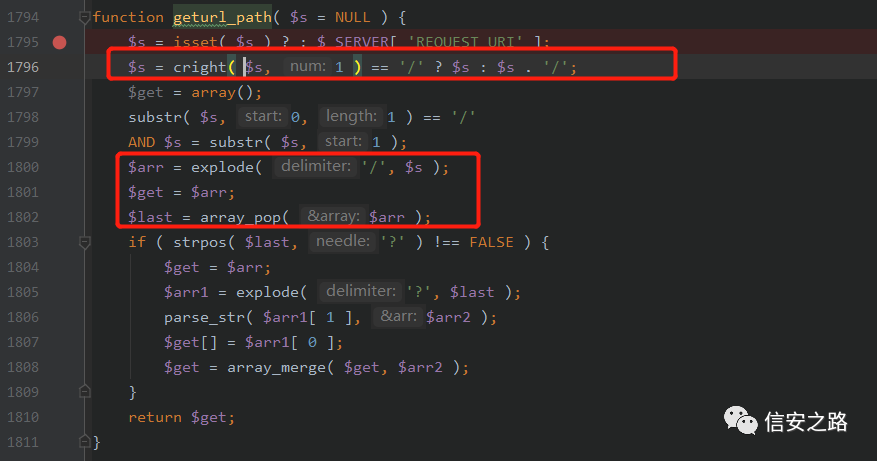 1794 function geturl_path( $s = NULL ) {
1795 $s = isset( $s ) ? : $_SERVER[ 'REQUEST_URI' ];
1796 $s = cright( $s, num: 1 ) == '/' ? $s : $s . '/';
1797 $get = array();
1798 substr( $s, start: 0, length: 1 ) == '/'
1799 AND $s = substr( $s, start: 1 );
1800 $arr = explode( delimiter: '/', $s );
1801 $get = $arr;
1802 $last = array_pop( &array: $arr );
1803 if ( strpos( $last, needle: '?' ) !== FALSE ) {
1804 $get = $arr;
1805 $arr1 = explode( delimiter: '?', $last );
1806 parse_str( $arr1[ 1 ], &arr: $arr2 );
1807 $get[] = $arr1[ 0 ];
1808 $get = array_merge( $get, $arr2 );
1809 }
1810 return $get;
1811 }
信安之路